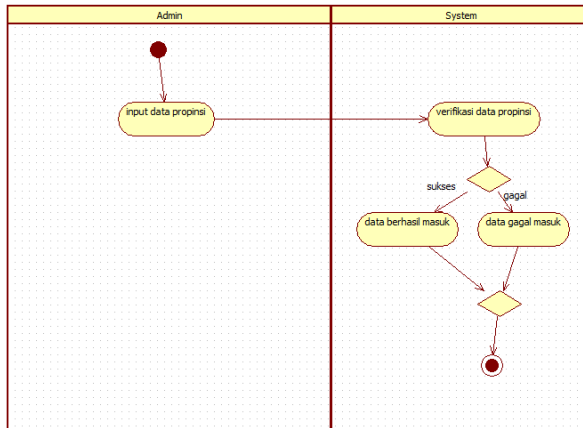 Admin
System
input data propinsi
verifikasi data propinsi
sukses
gagal
data berhasil masuk
data gagal masuk